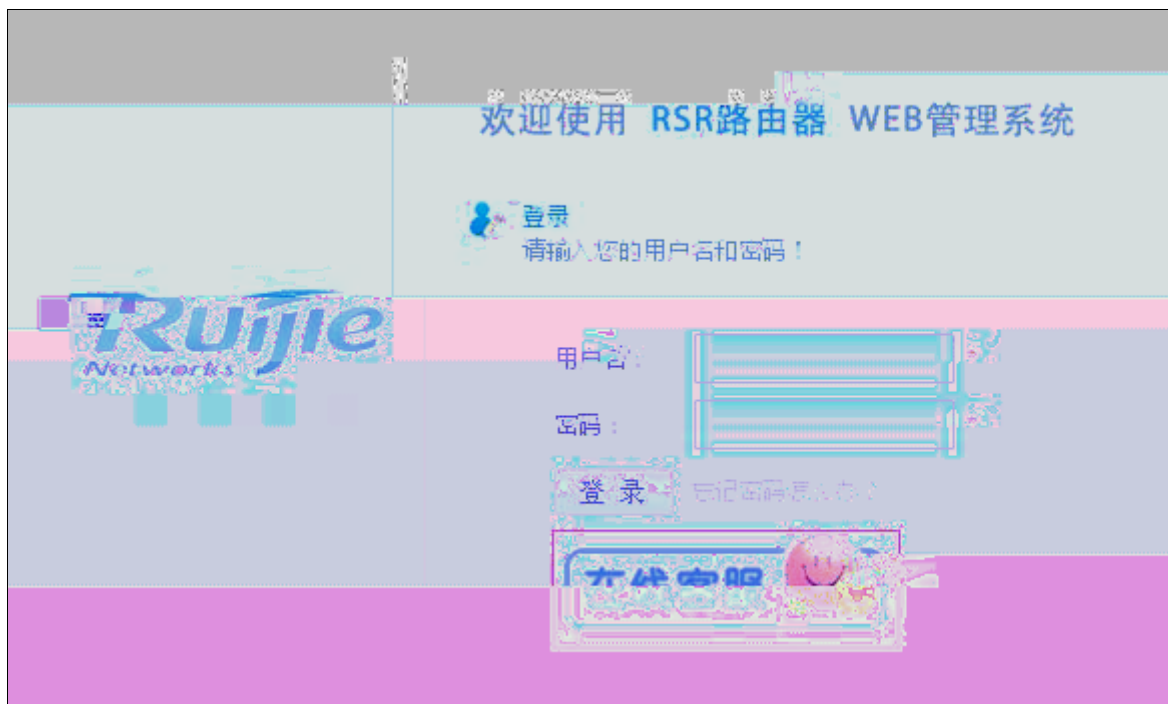 欢迎使用 RSR路由器 WEB管理系统
登录
请输入您的用户名和密码！
Ruijie
Networks
用户名：
密码：
登 录 忘记密码怎么办？
在线客服